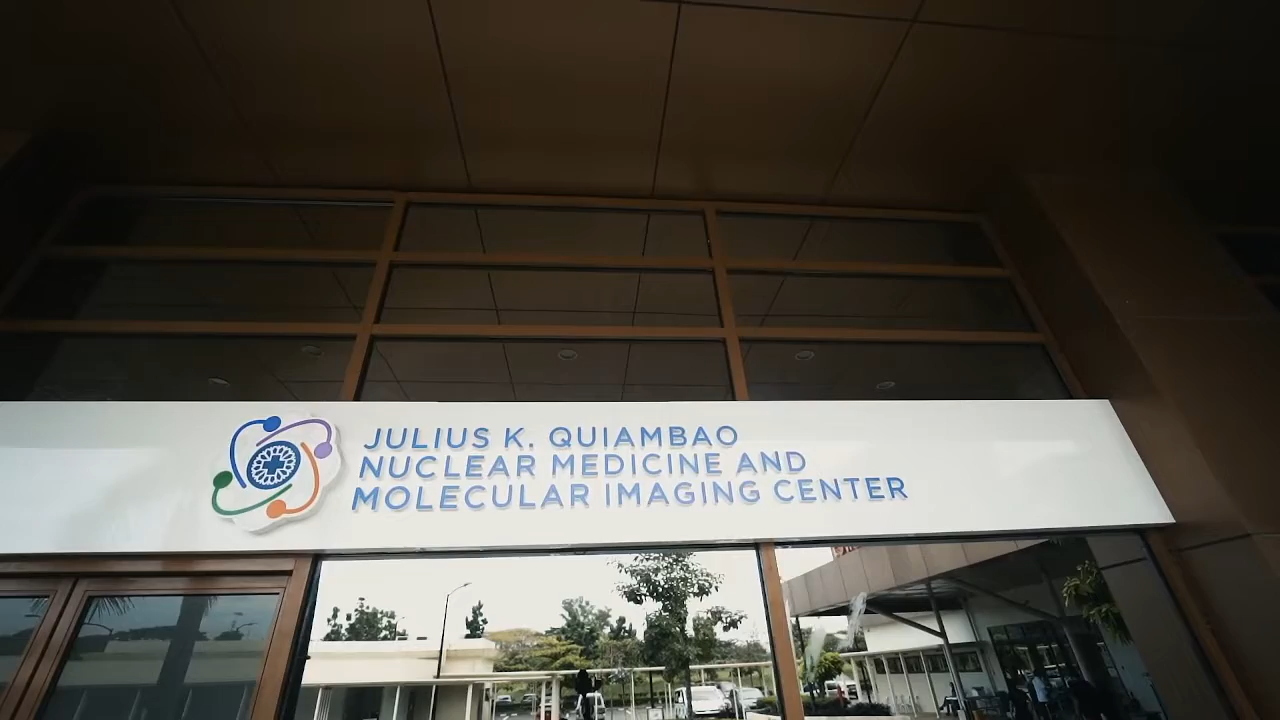 JULIUS K. QUIAMBAO
NUCLEAR MEDICINE AND
MOLECULAR IMAGING CENTER